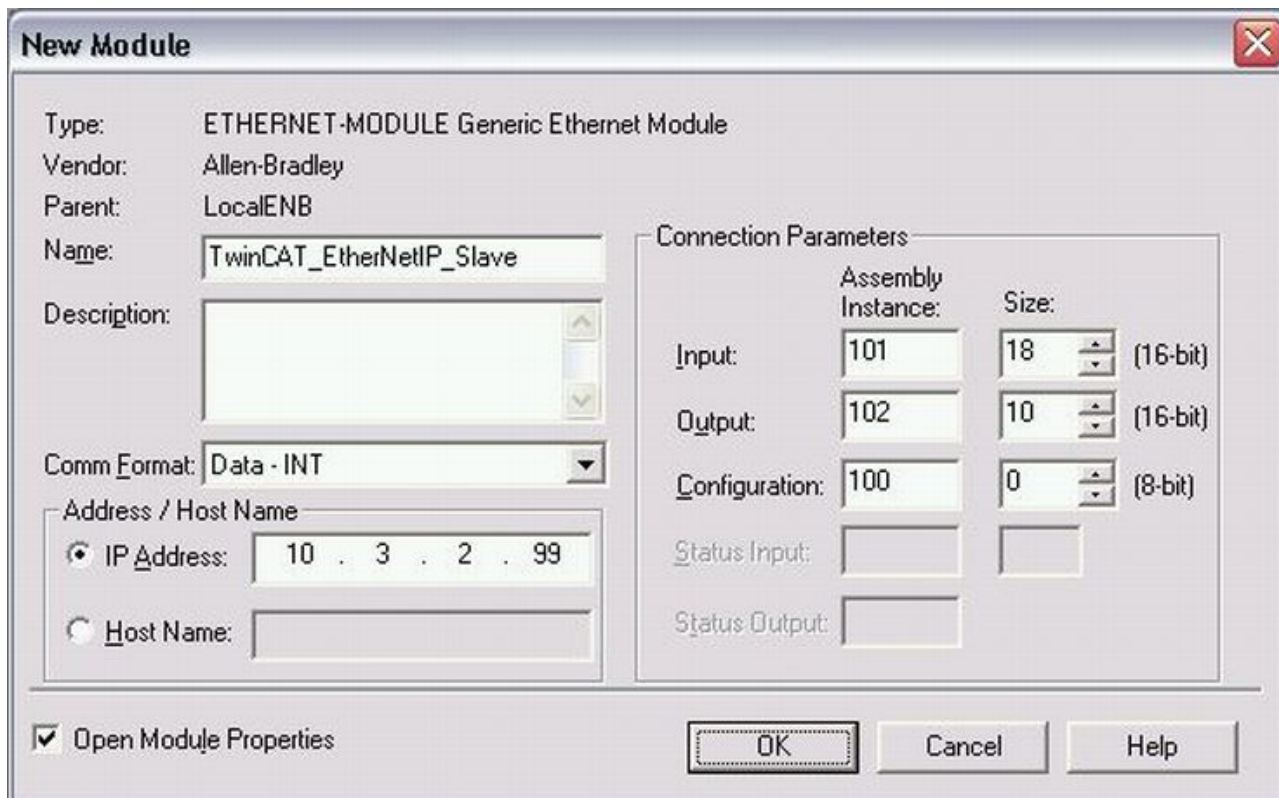 New Module
Type: ETHERNET-MODULE Generic Ethernet Module
Vendor: Allen-Bradley
Parent: LocalENB
Name: TwinCAT_EtherNetIP_Slave
Description:
Comm Format: Data - INT
Address / Host Name
IP Address: 10 . 3 . 2 . 99
Host Name:
Connection Parameters
Assembly Instance: Size:
Input: 101 18 (16-bit)
Output: 102 10 (16-bit)
Configuration: 100 0 (8-bit)
Status Input:
Status Output:
Open Module Properties
OK Cancel Help